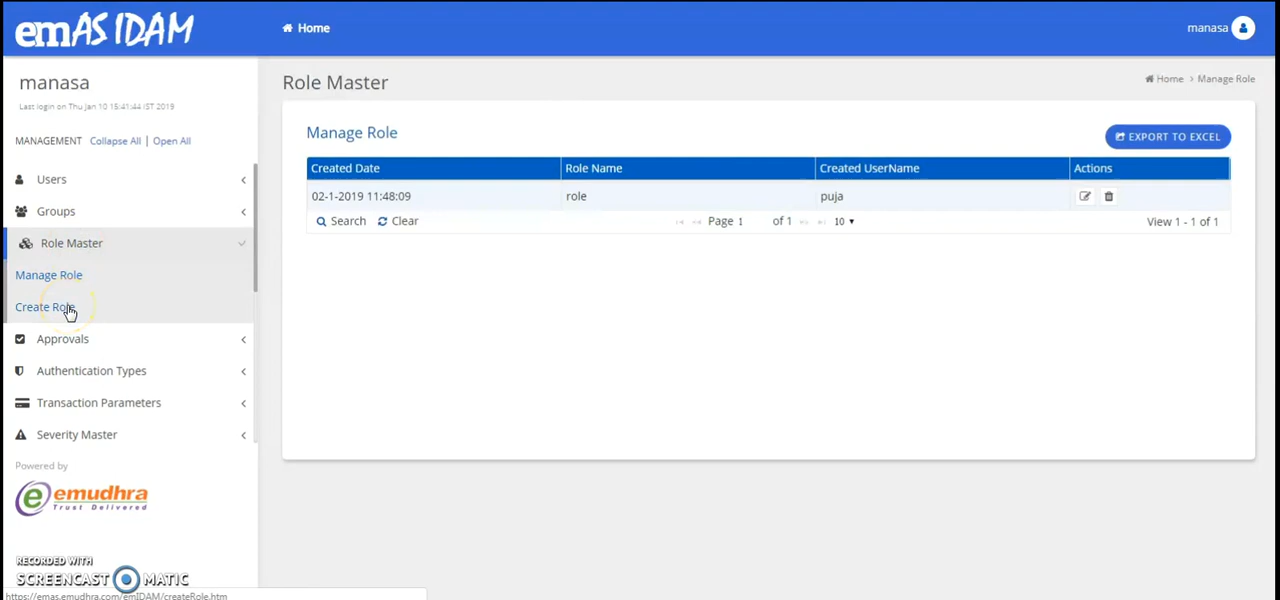 emAS IDAM
Home
manasa
manasa
Last login on Thu Jan 10 15:41:44 IST 2019
MANAGEMENT Collapse All | Open All
Users
Groups
Role Master
Manage Role
Create Role
Approvals
Authentication Types
Transaction Parameters
Severity Master
Powered by
emudhra
Trust Delivered
RECORDED WITH
SCREENCAST MATIC
https://emas.emudhra.com/emIDAM/createRole.htm
Role Master
Home > Manage Role
Manage Role
EXPORT TO EXCEL
Created Date Role Name Created UserName Actions
02-1-2019 11:48:09 role puja
Search Clear Page 1 of 1 10 View 1 - 1 of 1